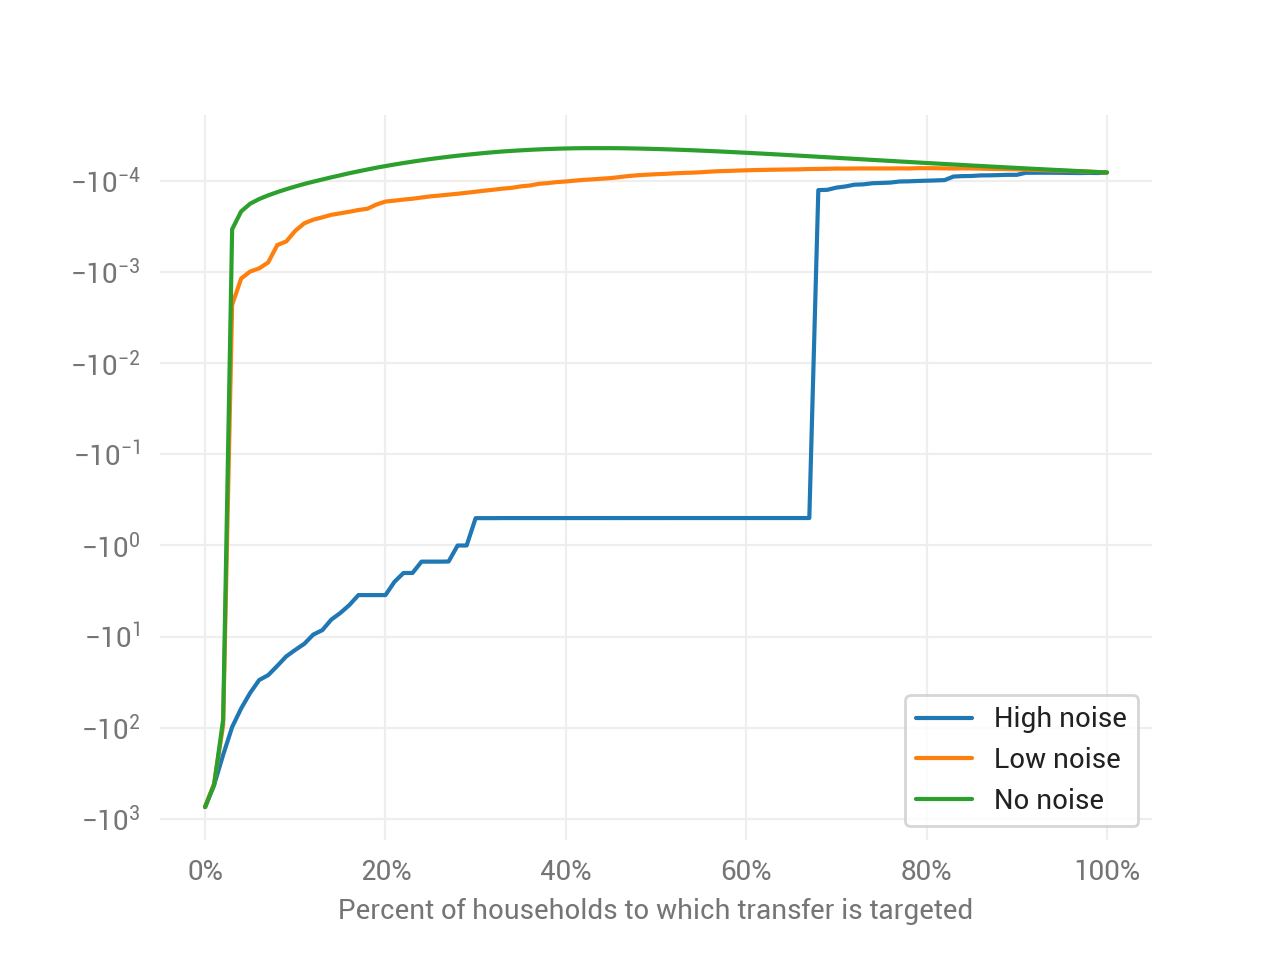 −10⁻⁴
−10⁻³
−10⁻²
−10⁻¹
−10⁰
−10¹
−10²
−10³
High noise
Low noise
No noise
0% 20% 40% 60% 80% 100%
Percent of households to which transfer is targeted